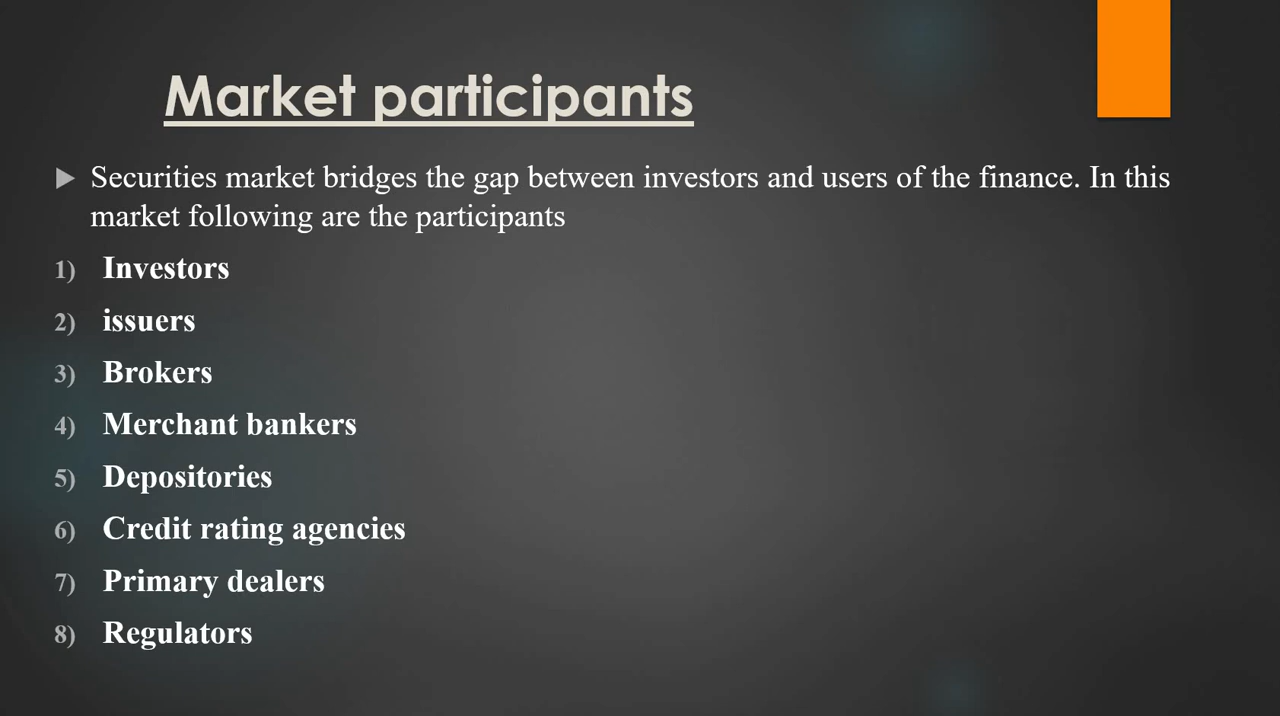 Market participants
Securities market bridges the gap between investors and users of the finance. In this
market following are the participants
1) Investors
2) issuers
3) Brokers
4) Merchant bankers
5) Depositories
6) Credit rating agencies
7) Primary dealers
8) Regulators